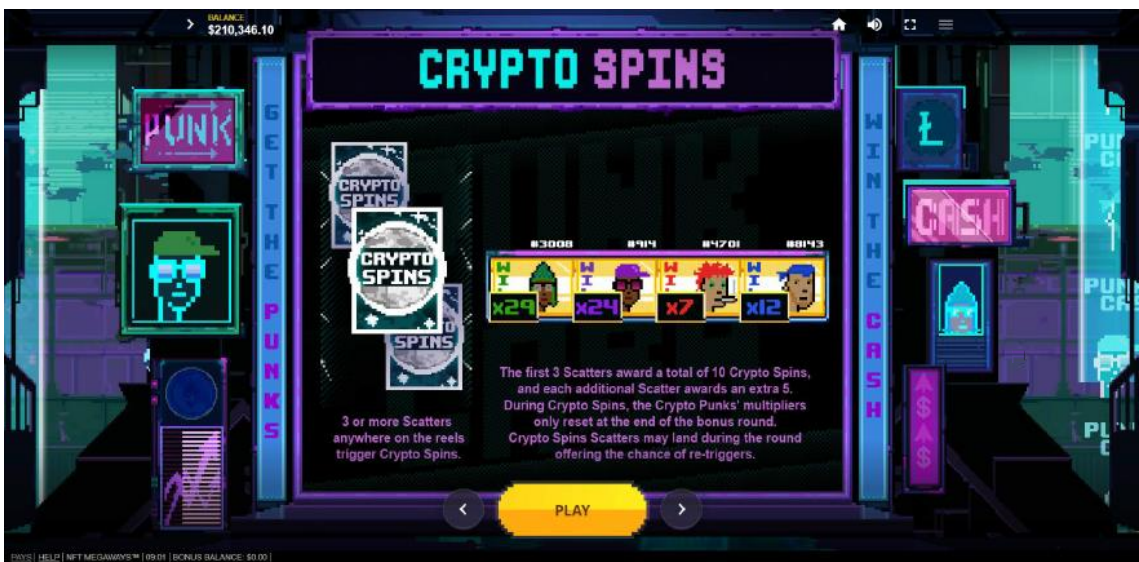 BALANCE
$210,346.10
CRYPTO SPINS
PUNK
GET THE PUNKS
CRYPTO
SPINS
CRYPTO
SPINS
SPINS
3 or more Scatters
anywhere on the reels
trigger Crypto Spins.
#3008 #914 #4701 #8143
WI WI WI WI
x29 x24 x7 x12
The first 3 Scatters award a total of 10 Crypto Spins,
and each additional Scatter awards an extra 5.
During Crypto Spins, the Crypto Punks' multipliers
only reset at the end of the bonus round.
Crypto Spins Scatters may land during the round
offering the chance of re-triggers.
WIN THE CASH
Ł
CASH
$
$
PLAY
PAYS | HELP | NFT MEGAWAYS™ | 09:01 | BONUS BALANCE: $0.00 |